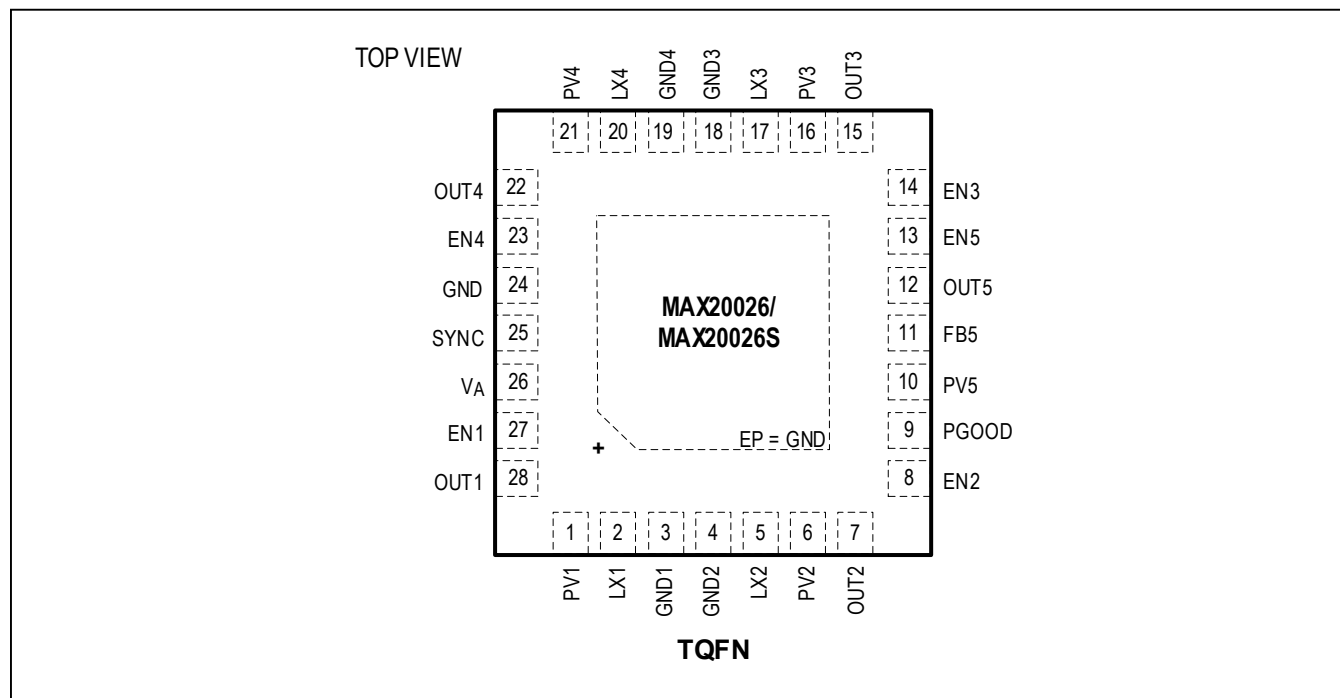 TOP VIEW
PV4
LX4
GND4
GND3
LX3
PV3
OUT3
21
20
19
18
17
16
15
OUT4
22
14
EN3
EN4
23
13
EN5
GND
24
12
OUT5
SYNC
25
11
FB5
VA
26
10
PV5
EN1
27
9
PGOOD
OUT1
28
8
EN2
MAX20026/
MAX20026S
EP = GND
+
1
2
3
4
5
6
7
PV1
LX1
GND1
GND2
LX2
PV2
OUT2
TQFN